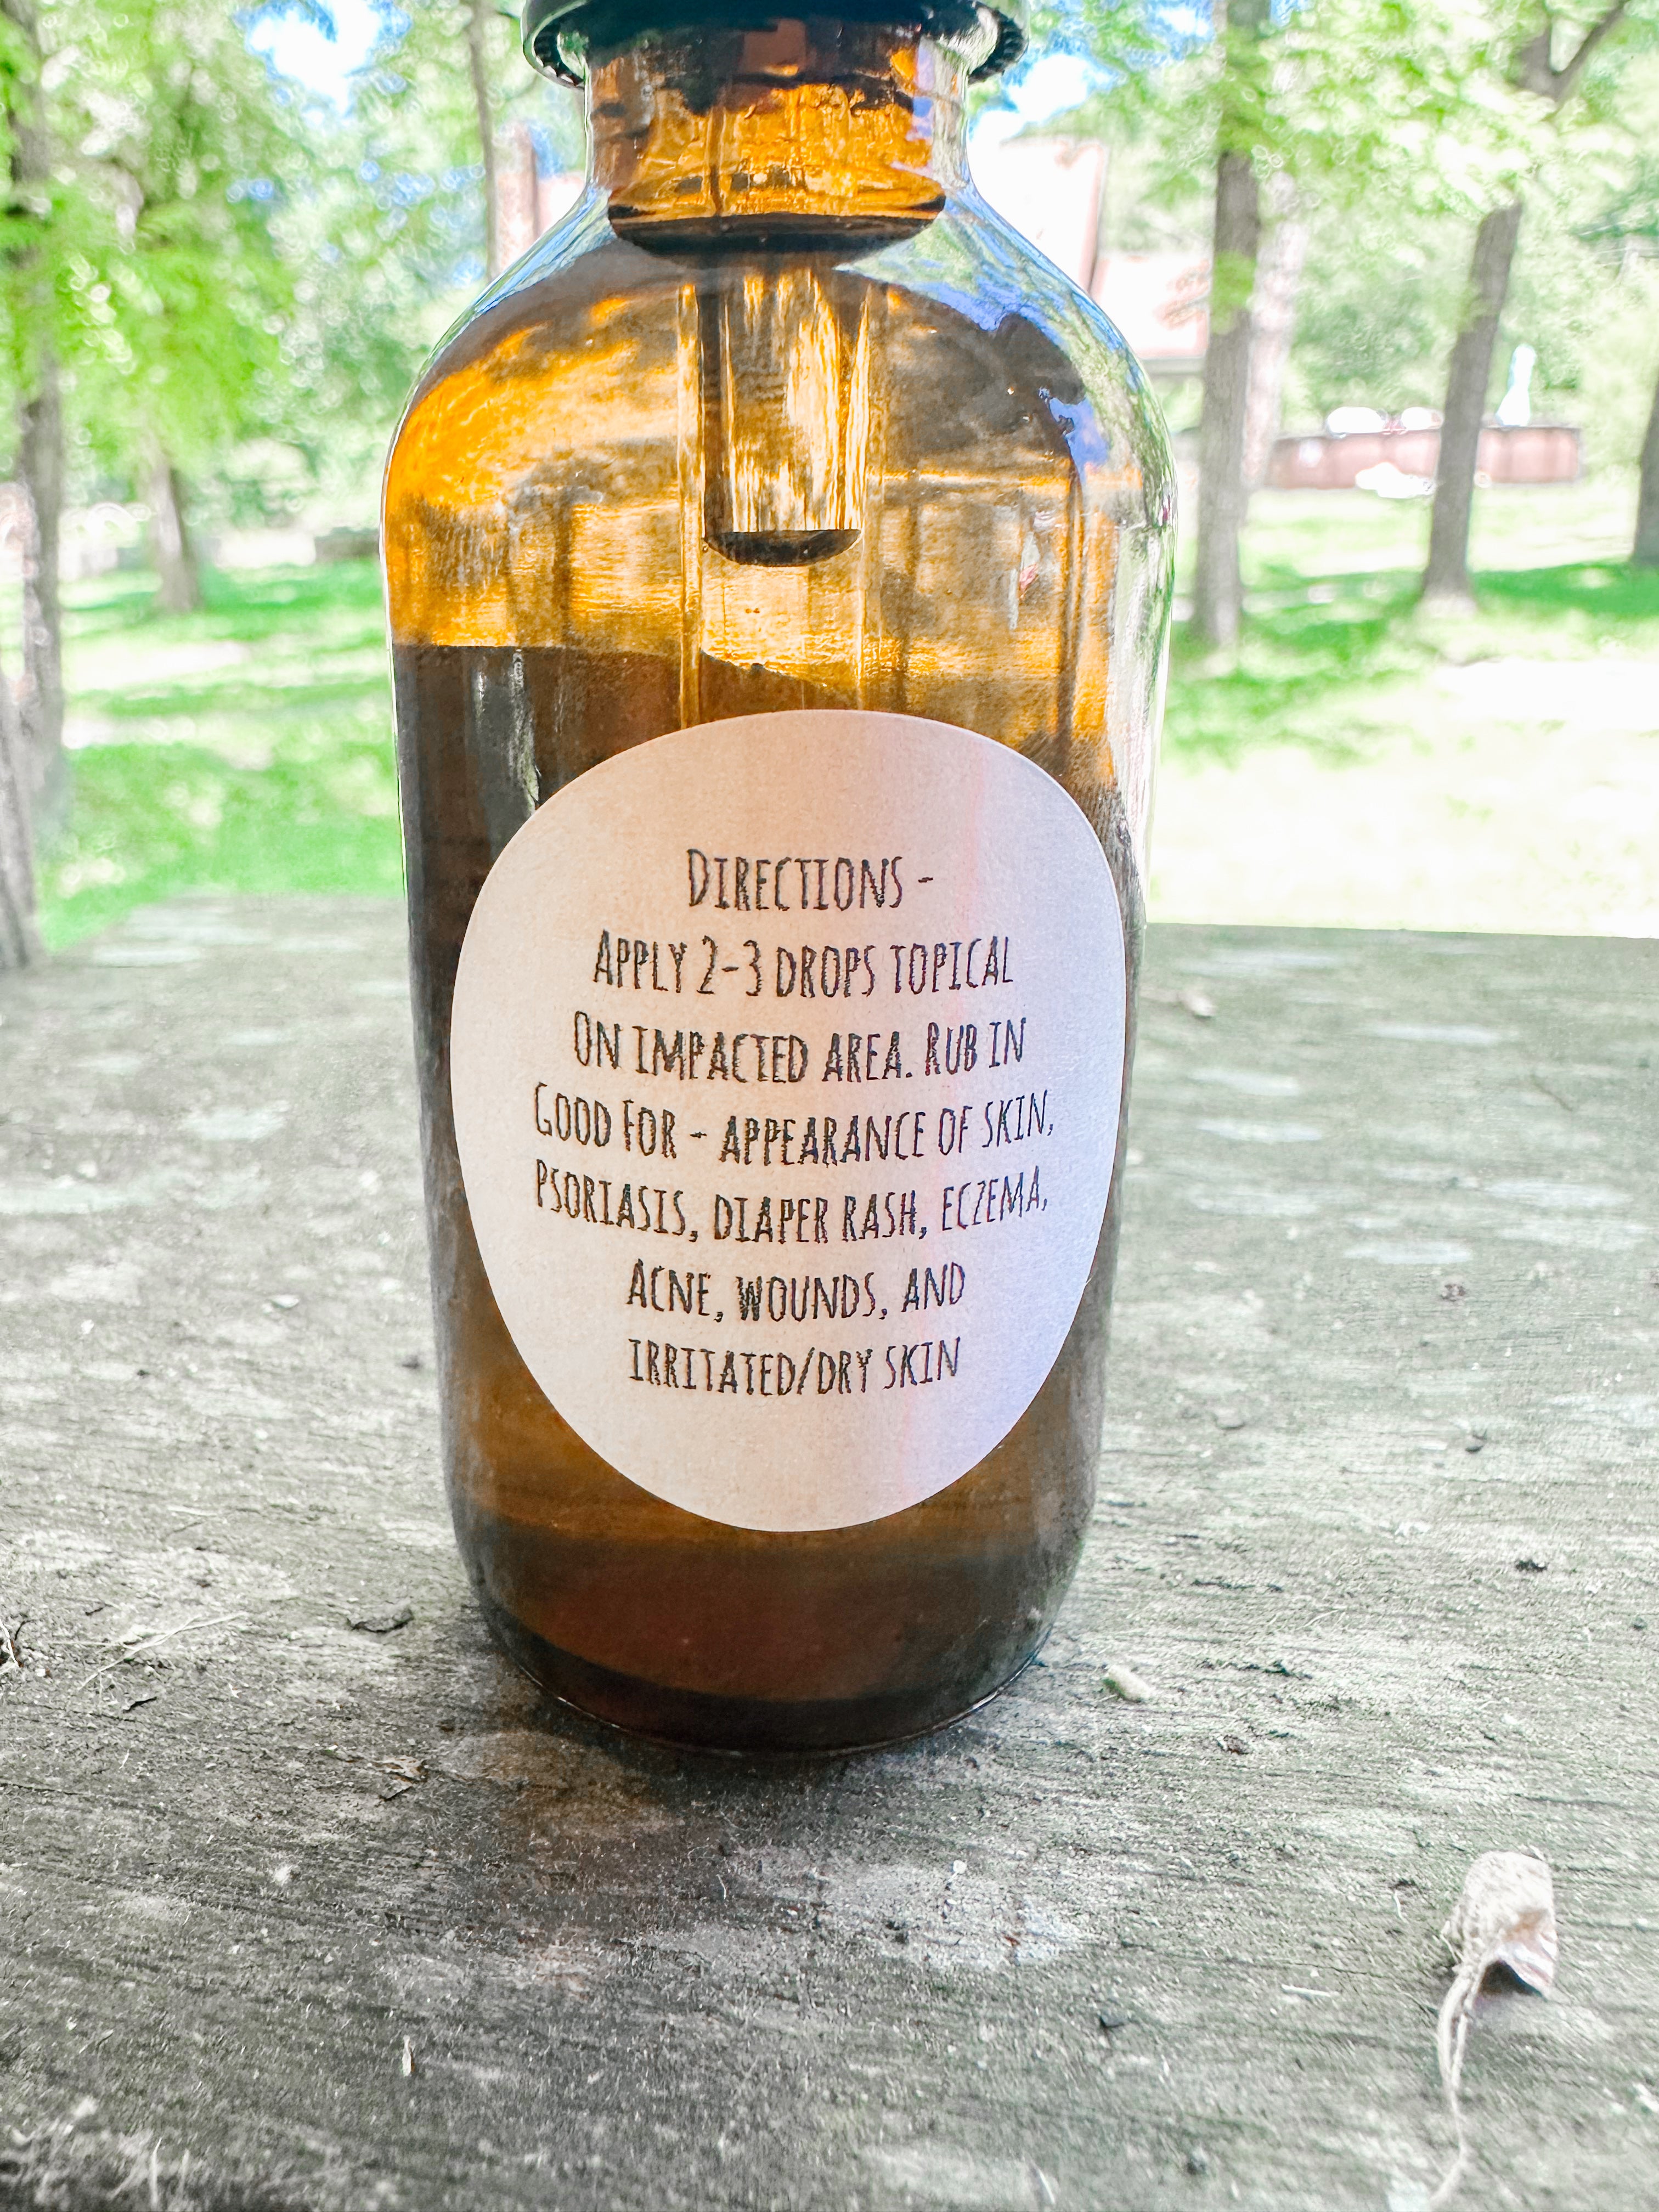 Directions -
Apply 2-3 drops topical
On impacted area. Rub in
Good for - appearance of skin,
Psoriasis, diaper rash, eczema,
Acne, wounds, and
irritated/dry skin